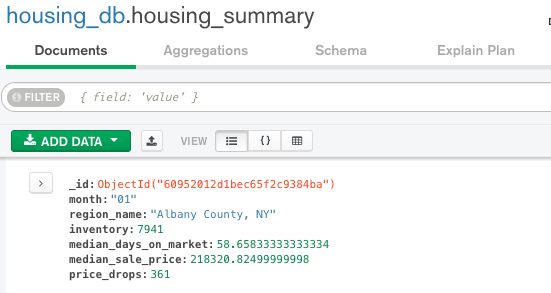 housing_db.housing_summary
Documents Aggregations Schema Explain Plan
FILTER { field: 'value' }
ADD DATA VIEW {}
_id: ObjectId("60952012d1bec65f2c9384ba")
month: "01"
region_name: "Albany County, NY"
inventory: 7941
median_days_on_market: 58.65833333333334
median_sale_price: 218320.82499999998
price_drops: 361